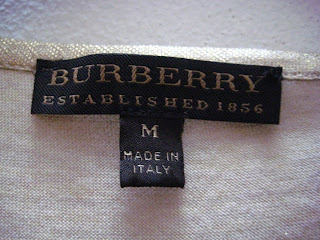 BURBERRY
ESTABLISHED 1856
M
MADE IN
ITALY